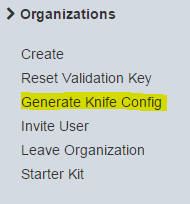 Organizations
Create
Reset Validation Key
Generate Knife Config
Invite User
Leave Organization
Starter Kit